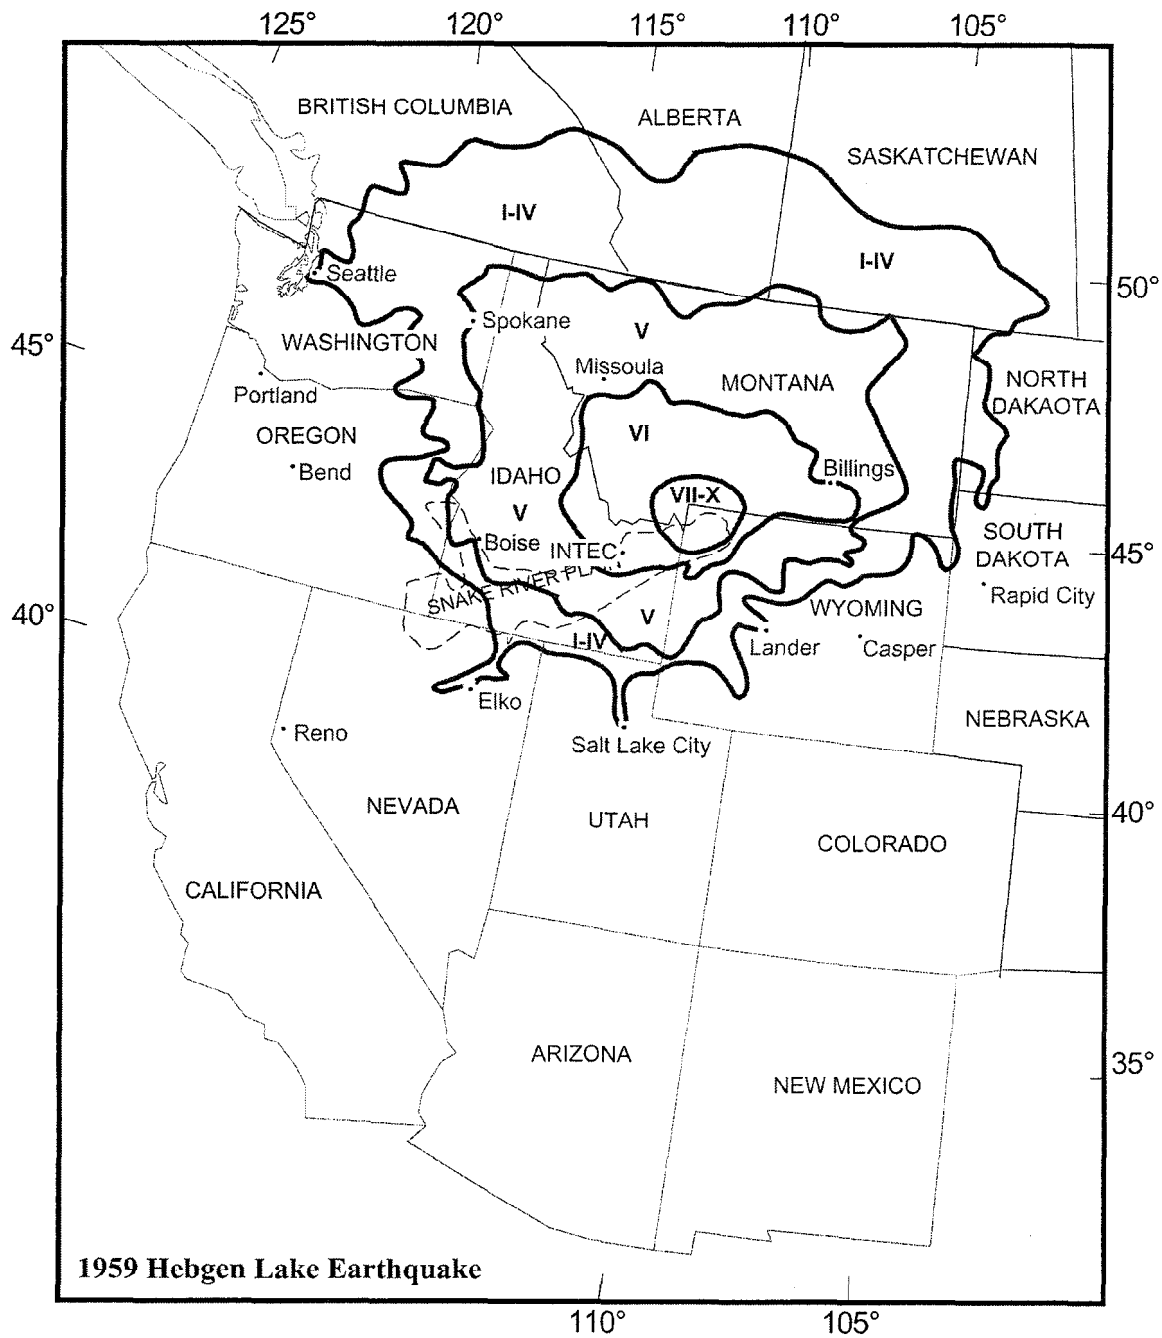 125° 120° 115° 110° 105°
BRITISH COLUMBIA
ALBERTA
SASKATCHEWAN
I-IV
I-IV
Seattle
50°
Spokane
45°
WASHINGTON
V
Missoula
MONTANA
NORTH
DAKAOTA
Portland
OREGON
VI
Bend
IDAHO
Billings
VII-X
V
Boise
INTEC
SOUTH
DAKOTA
45°
SNAKE RIVER
Rapid City
40°
V
WYOMING
I-IV
Lander
Casper
Elko
NEBRASKA
Reno
Salt Lake City
NEVADA
UTAH
40°
COLORADO
CALIFORNIA
ARIZONA
35°
NEW MEXICO
1959 Hebgen Lake Earthquake
110° 105°